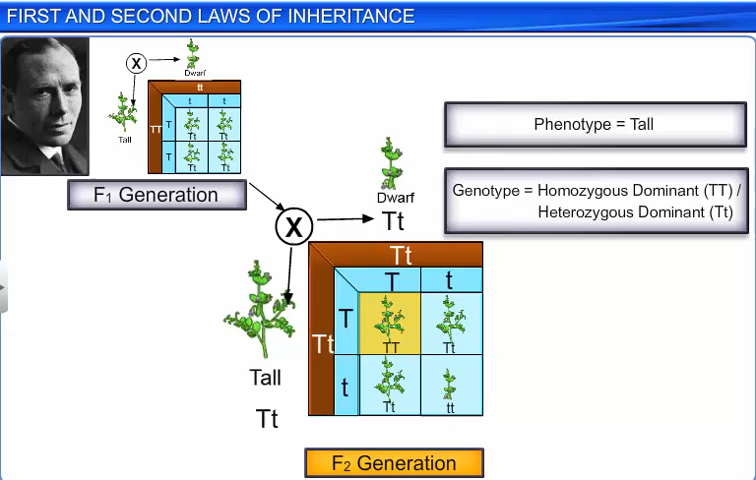 FIRST AND SECOND LAWS OF INHERITANCE
X
Dwarf
tt
t t
TT
T
Tt Tt
T
Tt Tt
Tall
F₁ Generation
Phenotype = Tall
Genotype = Homozygous Dominant (TT) /
Heterozygous Dominant (Tt)
Dwarf
Tt
X
Tt
T t
Tt
T
TT Tt
t
Tt tt
Tall
Tt
F₂ Generation